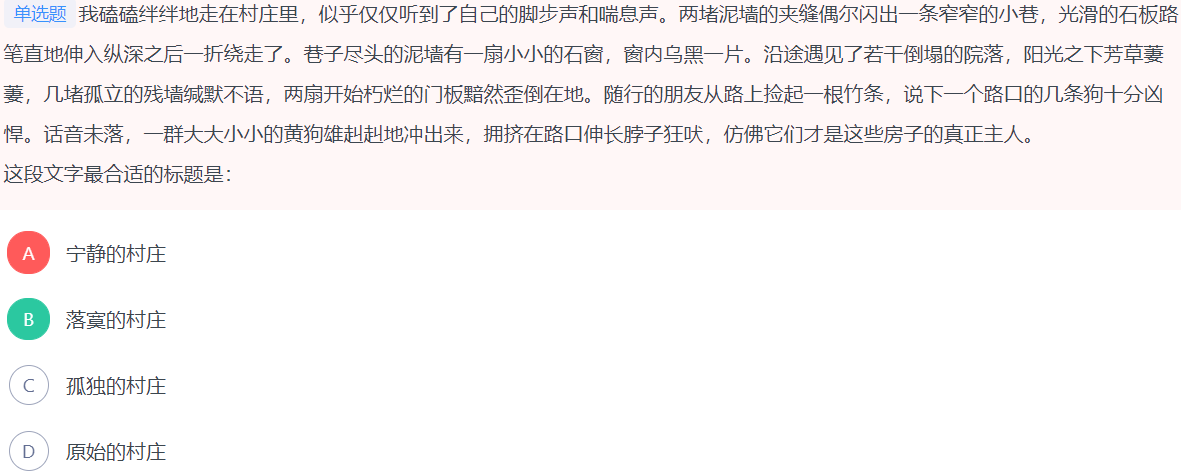 单选题 我磕磕绊绊地走在村庄里，似乎仅仅听到了自己的脚步声和喘息声。两堵泥墙的夹缝偶尔闪出一条窄窄的小巷，光滑的石板路
笔直地伸入纵深之后一折绕走了。巷子尽头的泥墙有一扇小小的石窗，窗内乌黑一片。沿途遇见了若干倒塌的院落，阳光之下芳草萋
萋，几堵孤立的残墙缄默不语，两扇开始朽烂的门板黯然歪倒在地。随行的朋友从路上捡起一根竹条，说下一个路口的几条狗十分凶
悍。话音未落，一群大大小小的黄狗雄赳赳地冲出来，拥挤在路口伸长脖子狂吠，仿佛它们才是这些房子的真正主人。
这段文字最合适的标题是：
A 宁静的村庄
B 落寞的村庄
C 孤独的村庄
D 原始的村庄